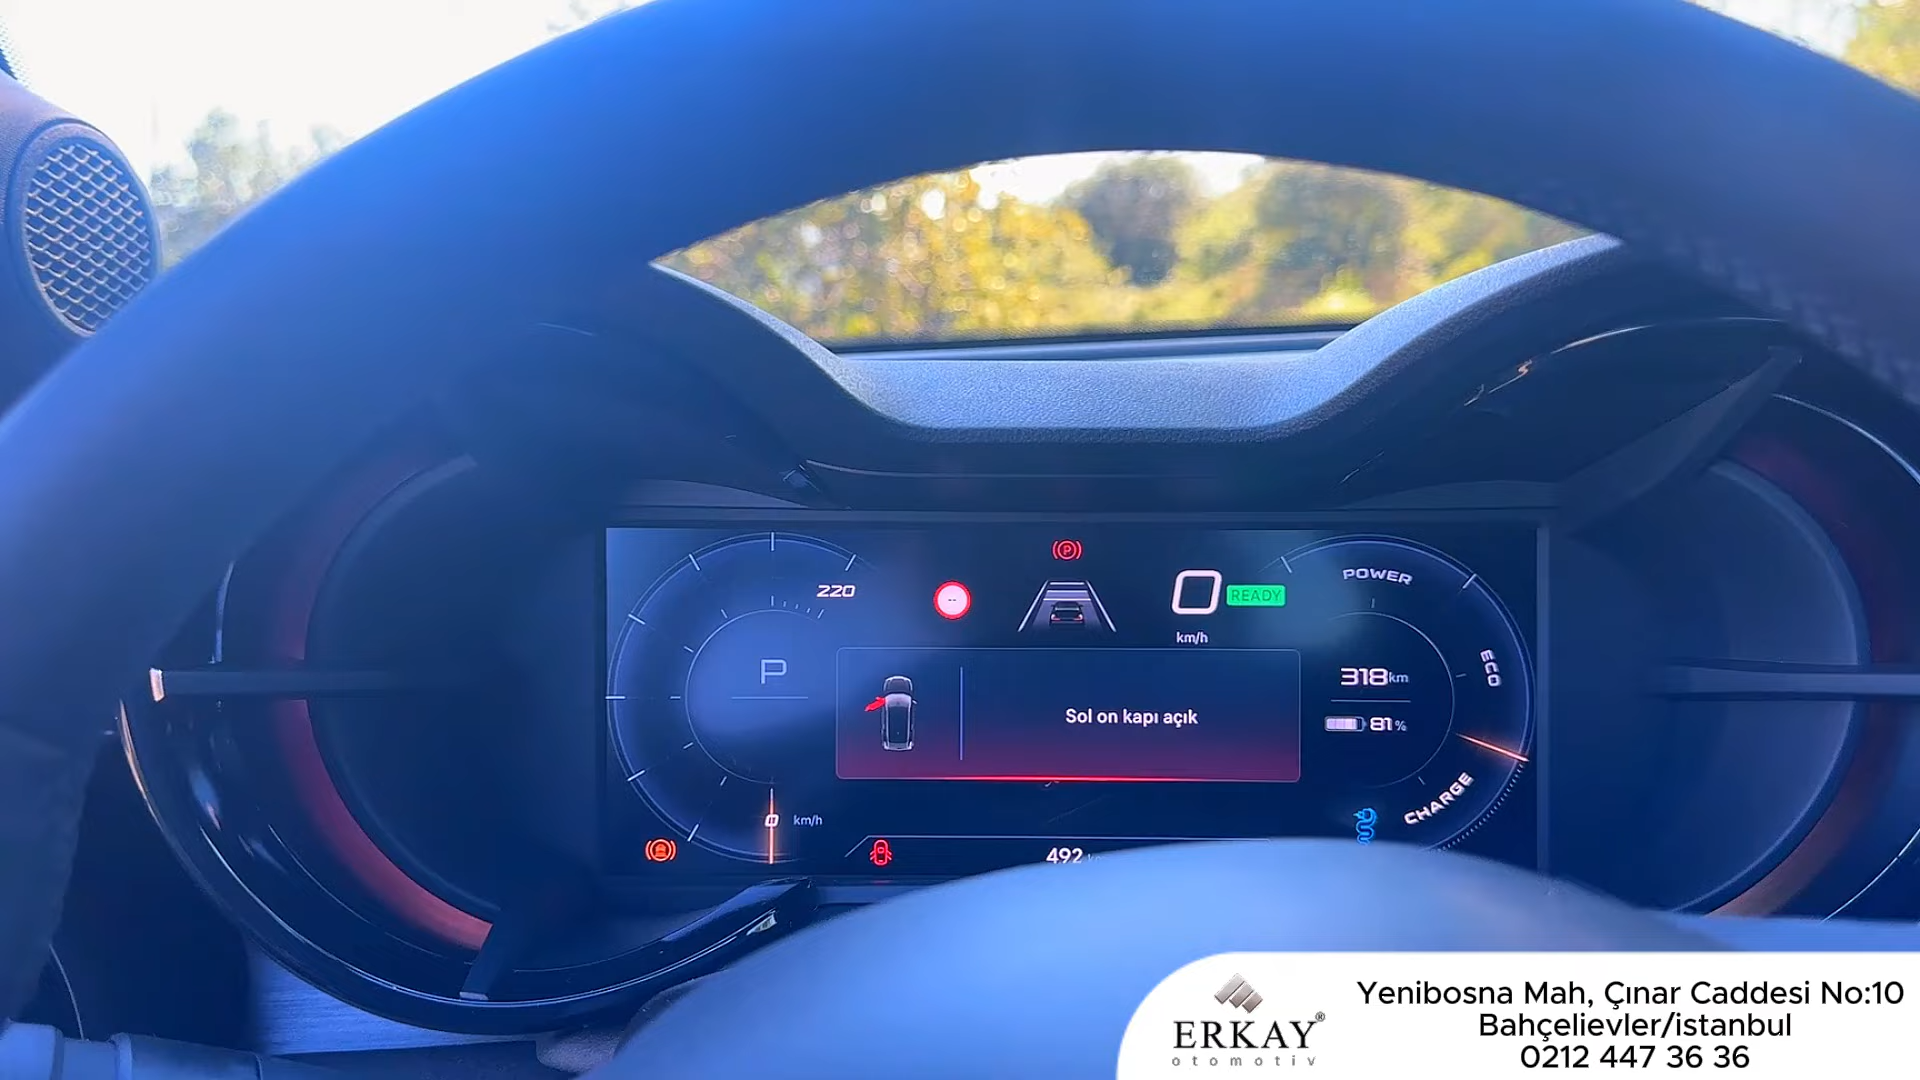 220
--
P
0
READY
km/h
POWER
ECO
CHARGE
P
Sol on kapı açık
318km
81%
0 km/h
492
ERKAY®
otomotiv
Yenibosna Mah, Çınar Caddesi No:10
Bahçelievler/istanbul
0212 447 36 36